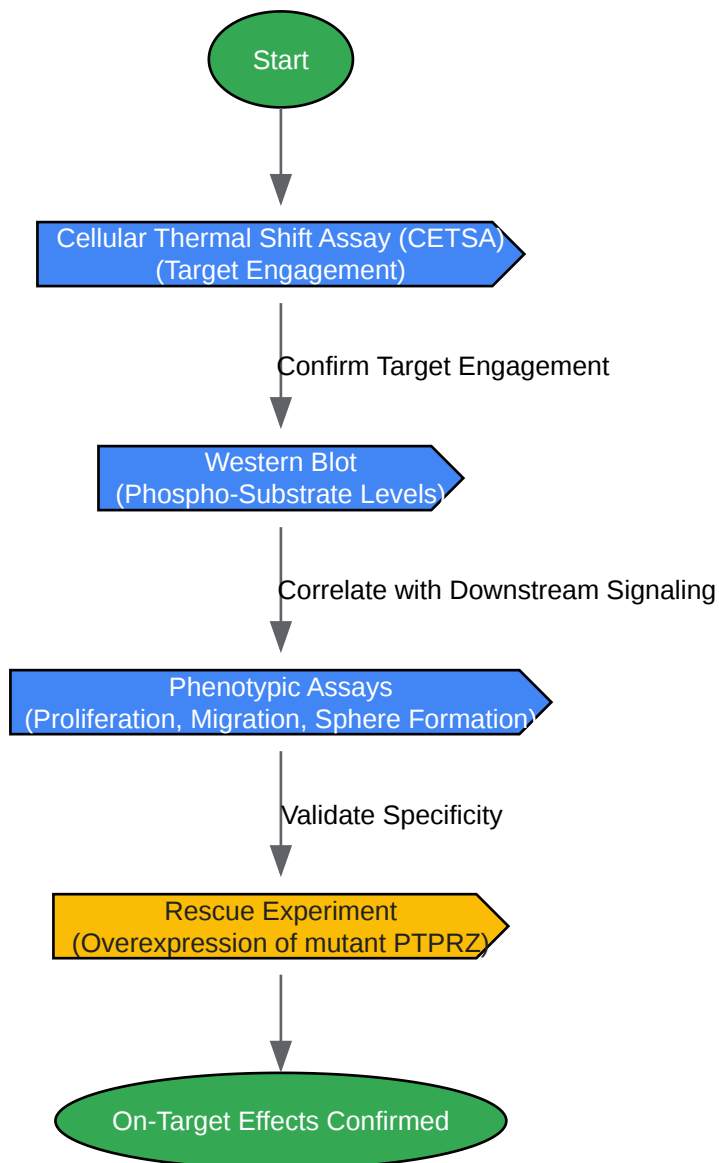 Start
Cellular Thermal Shift Assay (CETSA)
(Target Engagement)
Confirm Target Engagement
Western Blot
(Phospho-Substrate Levels)
Correlate with Downstream Signaling
Phenotypic Assays
(Proliferation, Migration, Sphere Formation)
Validate Specificity
Rescue Experiment
(Overexpression of mutant PTPRZ)
On-Target Effects Confirmed